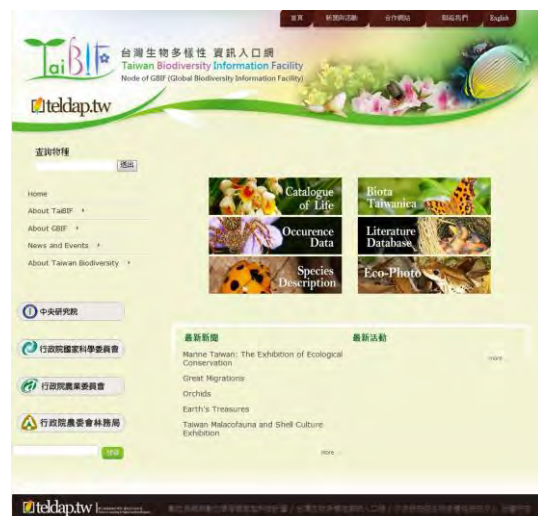 首頁
新聞與活動
合作網站
聯絡我們
English
TaiBIF
台灣生物多樣性 資訊入口網
Taiwan Biodiversity Information Facility
Node of GBIF (Global Biodiversity Information Facility)
teldap.tw
查詢物種
送出
Home
About TaiBIF
About GBIF
News and Events
About Taiwan Biodiversity
Catalogue
of Life
Biota
Taiwanica
Occurence
Data
Literature
Database
Species
Description
Eco-Photo
中央研究院
行政院國家科學委員會
行政院農業委員會
行政院農委會林務局
最新新聞
Marine Taiwan: The Exhibition of Ecological
Conservation
Great Migrations
Orchids
Earth's Treasures
Taiwan Malacofauna and Shell Culture
Exhibition
more ...
最新活動
more ...
teldap.tw